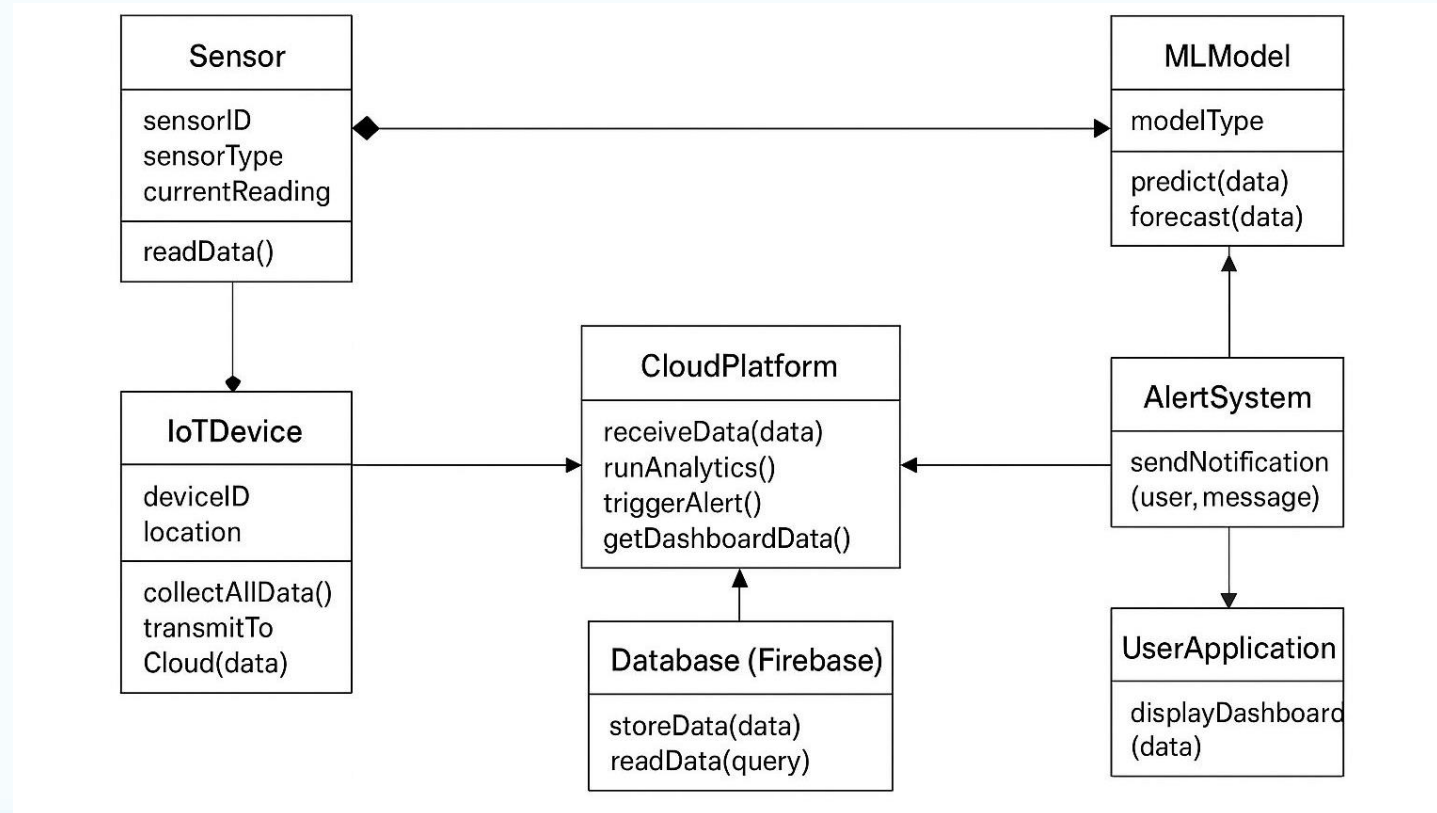 Sensor
sensorID
sensorType
currentReading
readData()
MLModel
modelType
predict(data)
forecast(data)
IoTDevice
deviceID
location
collectAllData()
transmitTo
Cloud(data)
CloudPlatform
receiveData(data)
runAnalytics()
triggerAlert()
getDashboardData()
Database (Firebase)
storeData(data)
readData(query)
AlertSystem
sendNotification
(user, message)
UserApplication
displayDashboard
(data)